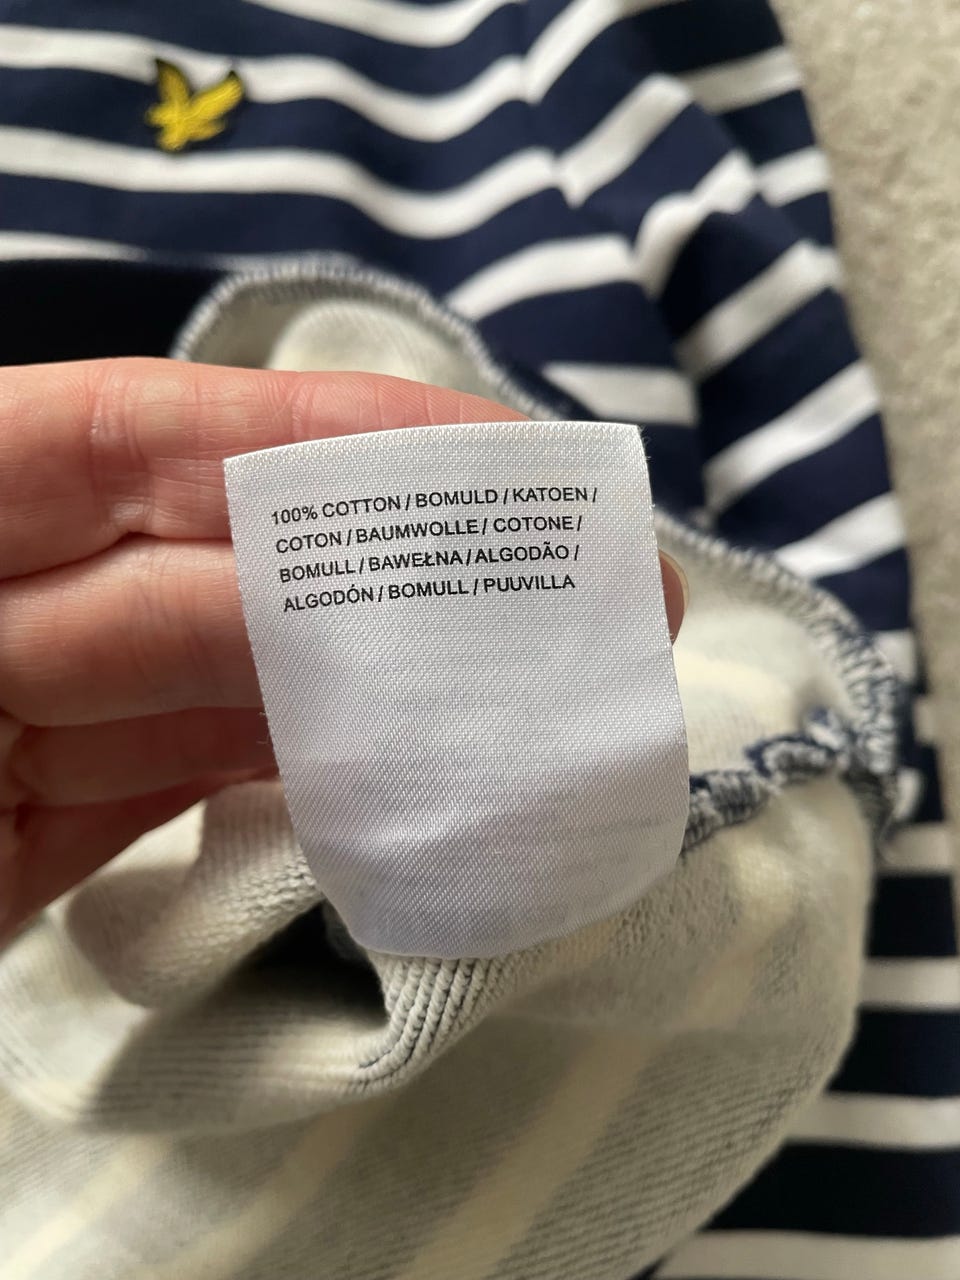 100% COTTON / BOMULD / KATOEN /
COTON / BAUMWOLLE / COTONE /
BOMULL / BAWEŁNA / ALGODÃO /
ALGODÓN / BOMULL / PUUVILLA